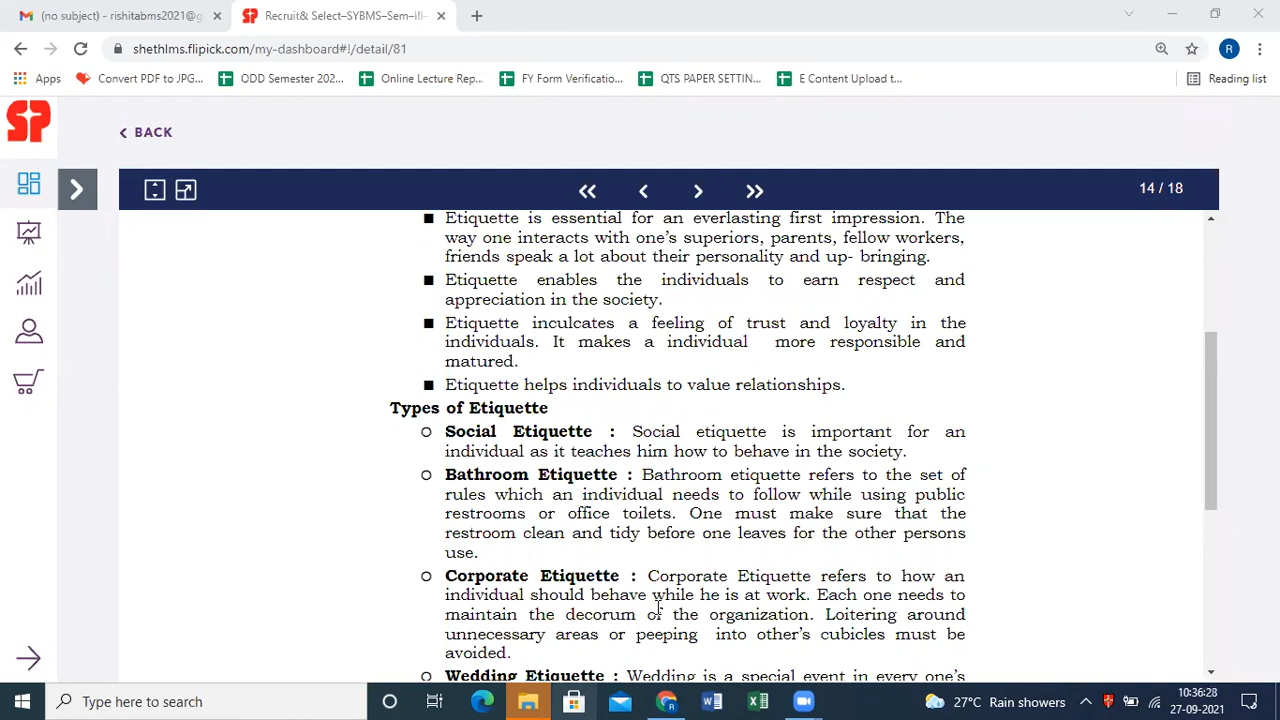 (no subject) - rishitabms2021@g
Recruit& Select–SYBMS–Sem–III–
shethlms.flipick.com/my-dashboard#!/detail/81
R
Apps
Convert PDF to JPG...
ODD Semester 202...
Online Lecture Rep...
FY Form Verificatio...
QTS PAPER SETTIN...
E Content Upload t...
Reading list
SP
BACK
14 / 18
■ Etiquette is essential for an everlasting first impression. The
way one interacts with one's superiors, parents, fellow workers,
friends speak a lot about their personality and up- bringing.
■ Etiquette enables the individuals to earn respect and
appreciation in the society.
■ Etiquette inculcates a feeling of trust and loyalty in the
individuals. It makes a individual more responsible and
matured.
■ Etiquette helps individuals to value relationships.
Types of Etiquette
○ Social Etiquette : Social etiquette is important for an
individual as it teaches him how to behave in the society.
○ Bathroom Etiquette : Bathroom etiquette refers to the set of
rules which an individual needs to follow while using public
restrooms or office toilets. One must make sure that the
restroom clean and tidy before one leaves for the other persons
use.
○ Corporate Etiquette : Corporate Etiquette refers to how an
individual should behave while he is at work. Each one needs to
maintain the decorum of the organization. Loitering around
unnecessary areas or peeping into other's cubicles must be
avoided.
○ Wedding Etiquette : Wedding is a special event in every one's
Type here to search
27°C Rain showers
10:36:28
27-09-2021